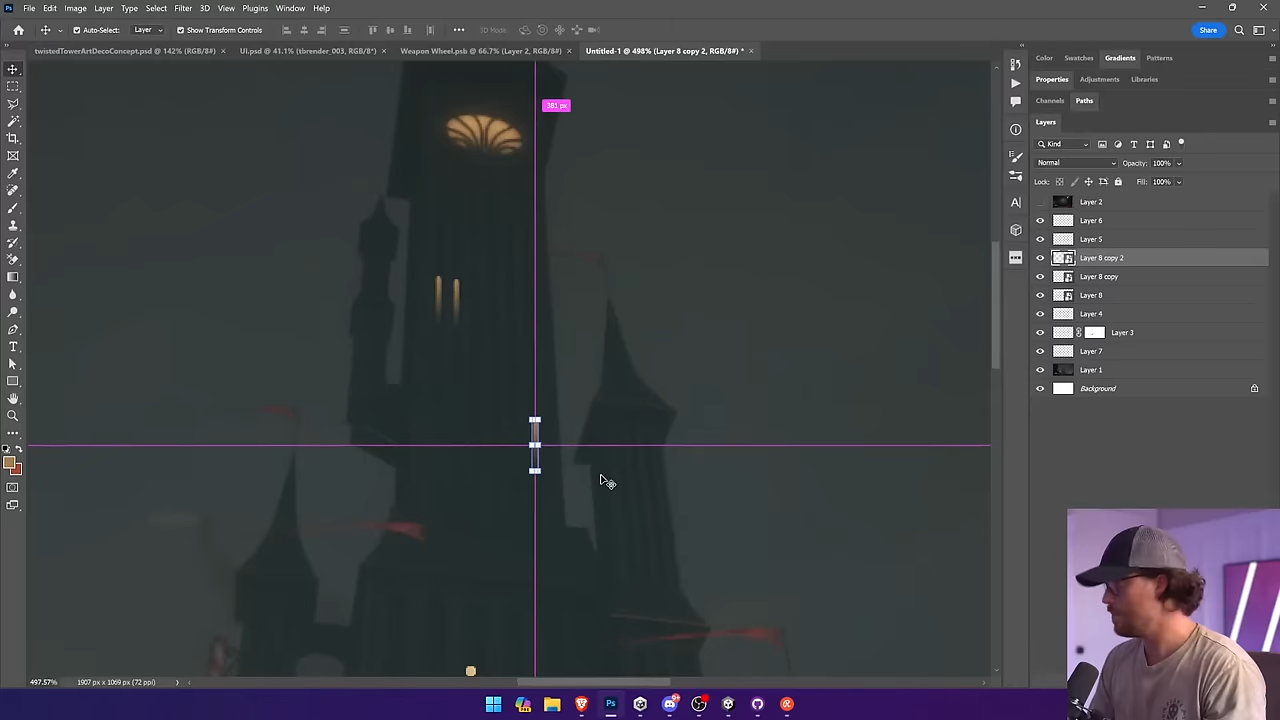 Ps File Edit Image Layer Type Select Filter 3D View Plugins Window Help
Auto-Select: Layer Show Transform Controls 3D Mode: Share
twistedTowerArtDecoConcept.psd @ 142% (RGB/8#) × UI.psd @ 41.1% (tbrender_003, RGB/8*) × Weapon Wheel.psb @ 66.7% (Layer 2, RGB/8#) × Untitled-1 @ 498% (Layer 8 copy 2, RGB/8#) * ×
Color Swatches Gradients Patterns
Properties Adjustments Libraries
Channels Paths
Layers
Kind
Normal Opacity: 100%
Lock: Fill: 100%
Layer 2
Layer 6
Layer 5
Layer 8 copy 2
Layer 8 copy
Layer 8
Layer 4
Layer 3
Layer 7
Layer 1
Background
381 px
497.57% 1907 px x 1069 px (72 ppi)
Ps